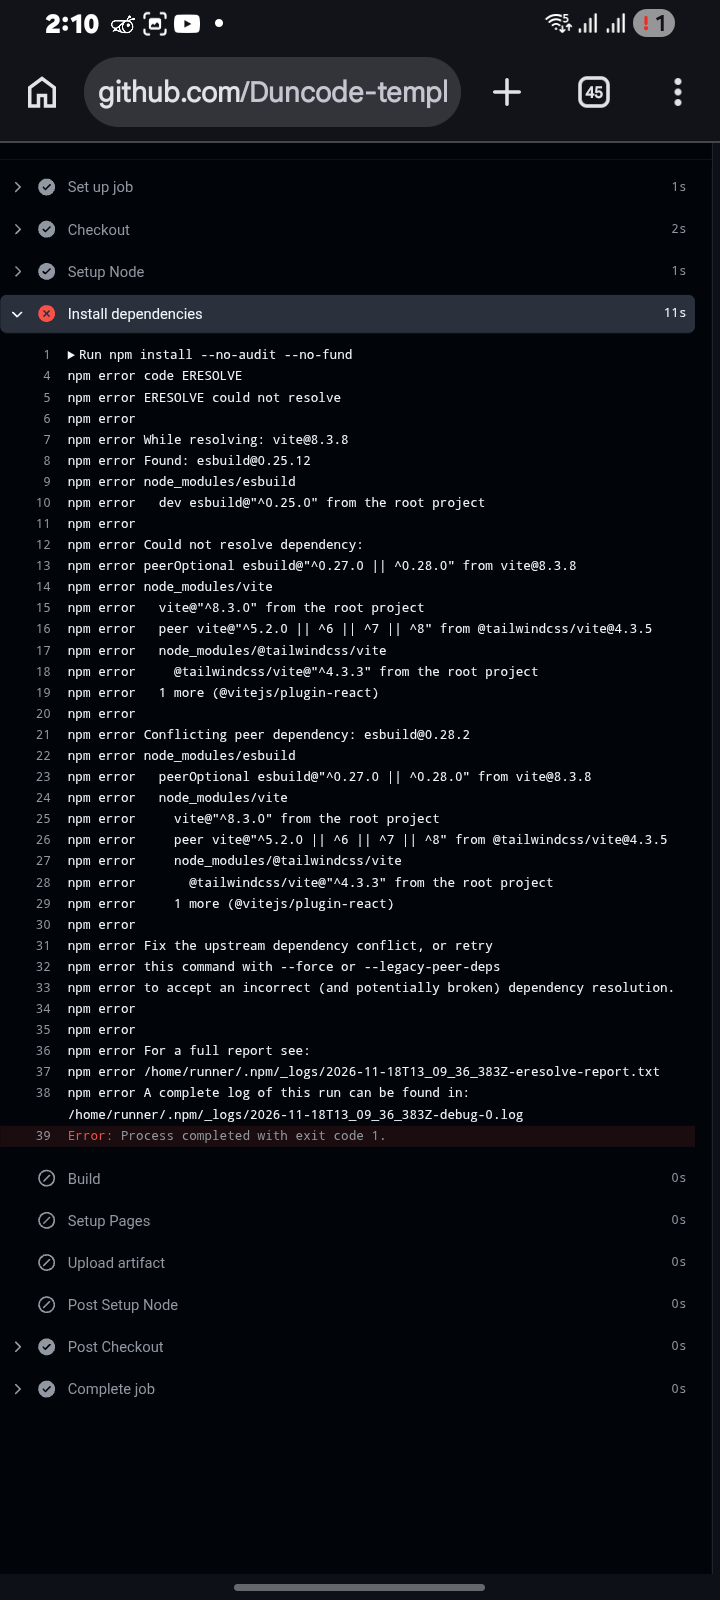 2:10
5
! 1
github.com/Duncode-templ
45
Set up job 1s
Checkout 2s
Setup Node 1s
Install dependencies 11s
1 Run npm install --no-audit --no-fund
4 npm error code ERESOLVE
5 npm error ERESOLVE could not resolve
6 npm error
7 npm error While resolving: vite@8.3.8
8 npm error Found: esbuild@0.25.12
9 npm error node_modules/esbuild
10 npm error   dev esbuild@"^0.25.0" from the root project
11 npm error
12 npm error Could not resolve dependency:
13 npm error peerOptional esbuild@"^0.27.0 || ^0.28.0" from vite@8.3.8
14 npm error node_modules/vite
15 npm error   vite@"^8.3.0" from the root project
16 npm error   peer vite@"^5.2.0 || ^6 || ^7 || ^8" from @tailwindcss/vite@4.3.5
17 npm error   node_modules/@tailwindcss/vite
18 npm error     @tailwindcss/vite@"^4.3.3" from the root project
19 npm error   1 more (@vitejs/plugin-react)
20 npm error
21 npm error Conflicting peer dependency: esbuild@0.28.2
22 npm error node_modules/esbuild
23 npm error   peerOptional esbuild@"^0.27.0 || ^0.28.0" from vite@8.3.8
24 npm error   node_modules/vite
25 npm error     vite@"^8.3.0" from the root project
26 npm error     peer vite@"^5.2.0 || ^6 || ^7 || ^8" from @tailwindcss/vite@4.3.5
27 npm error     node_modules/@tailwindcss/vite
28 npm error       @tailwindcss/vite@"^4.3.3" from the root project
29 npm error     1 more (@vitejs/plugin-react)
30 npm error
31 npm error Fix the upstream dependency conflict, or retry
32 npm error this command with --force or --legacy-peer-deps
33 npm error to accept an incorrect (and potentially broken) dependency resolution.
34 npm error
35 npm error
36 npm error For a full report see:
37 npm error /home/runner/.npm/_logs/2026-11-18T13_09_36_383Z-eresolve-report.txt
38 npm error A complete log of this run can be found in:
/home/runner/.npm/_logs/2026-11-18T13_09_36_383Z-debug-0.log
39 Error: Process completed with exit code 1.
Build 0s
Setup Pages 0s
Upload artifact 0s
Post Setup Node 0s
Post Checkout 0s
Complete job 0s